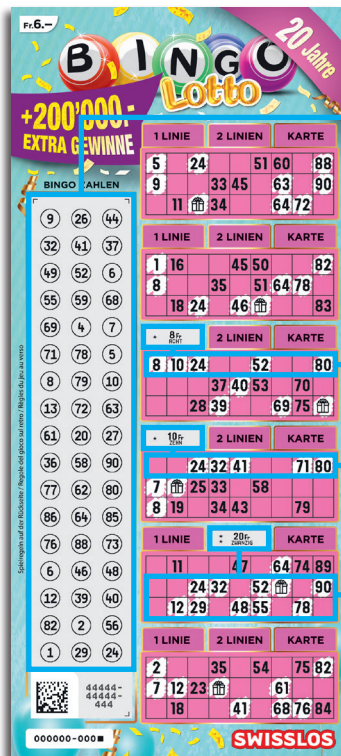 Fr.6.–
20 Jahre
BINGO
Lotto
+200'000.-
EXTRA GEWINNE
BINGO ZAHLEN
9 26 44
32 41 37
49 52 6
55 59 68
69 4 7
71 78 5
8 79 10
13 72 63
61 20 27
36 58 90
77 62 80
86 64 85
76 88 73
6 46 48
12 39 40
82 2 56
1 29 24
Spielregeln auf der Rückseite / Regole del gioco sul retro / Règles du jeu au verso
44444-
44444-
444
000000-000
1 LINIE 2 LINIEN KARTE
5 24 51 60 88
9 33 45 63 90
11 34 64 72
1 LINIE 2 LINIEN KARTE
1 16 45 50 82
8 35 51 64 78
18 24 46 83
8Fr 2 LINIEN KARTE
ACHT
8 10 24 52 80
37 40 53 70
28 39 69 75
10Fr 2 LINIEN KARTE
ZEHN
24 32 41 71 80
7 25 33 58
8 19 34 43 79
1 LINIE 20Fr KARTE
ZWANZIG
11 47 64 74 89
24 32 52 90
12 29 48 55 78
1 LINIE 2 LINIEN KARTE
2 35 54 75 82
7 12 23 61
18 41 68 76 84
SWISSLOS